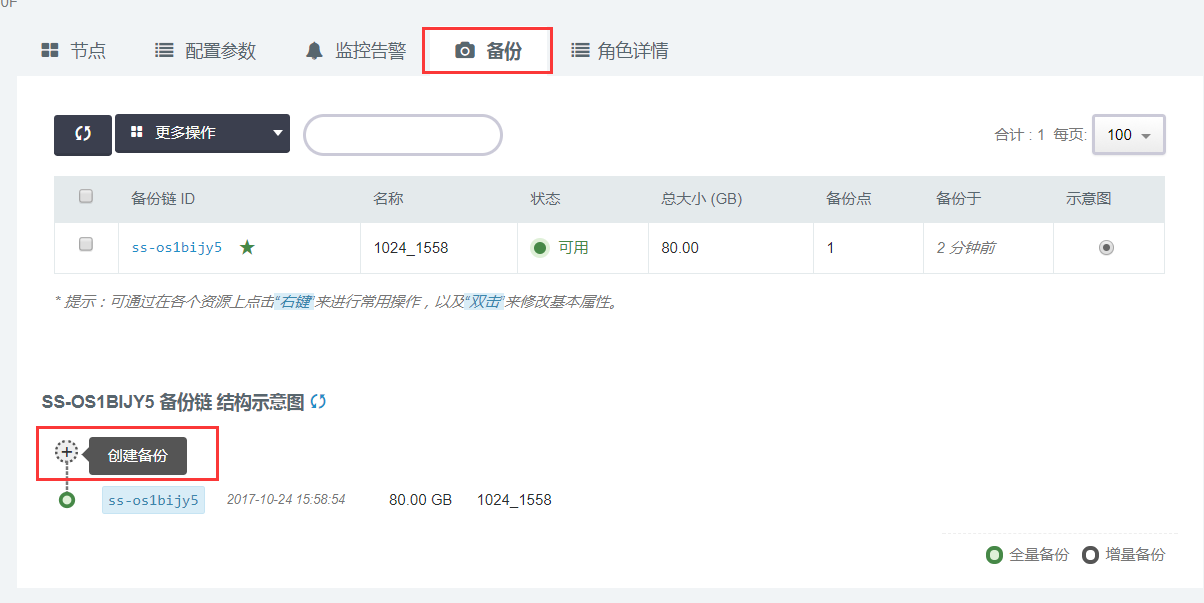 节点 配置参数 监控告警 备份 角色详情
更多操作 合计 : 1 每页: 100
备份链 ID 名称 状态 总大小 (GB) 备份点 备份于 示意图
ss-os1bijy5 1024_1558 可用 80.00 1 2 分钟前
* 提示：可通过在各个资源上点击“右键”来进行常用操作，以及“双击”来修改基本属性。
SS-OS1BIJY5 备份链 结构示意图
创建备份
ss-os1bijy5 2017-10-24 15:58:54 80.00 GB 1024_1558
全量备份 增量备份